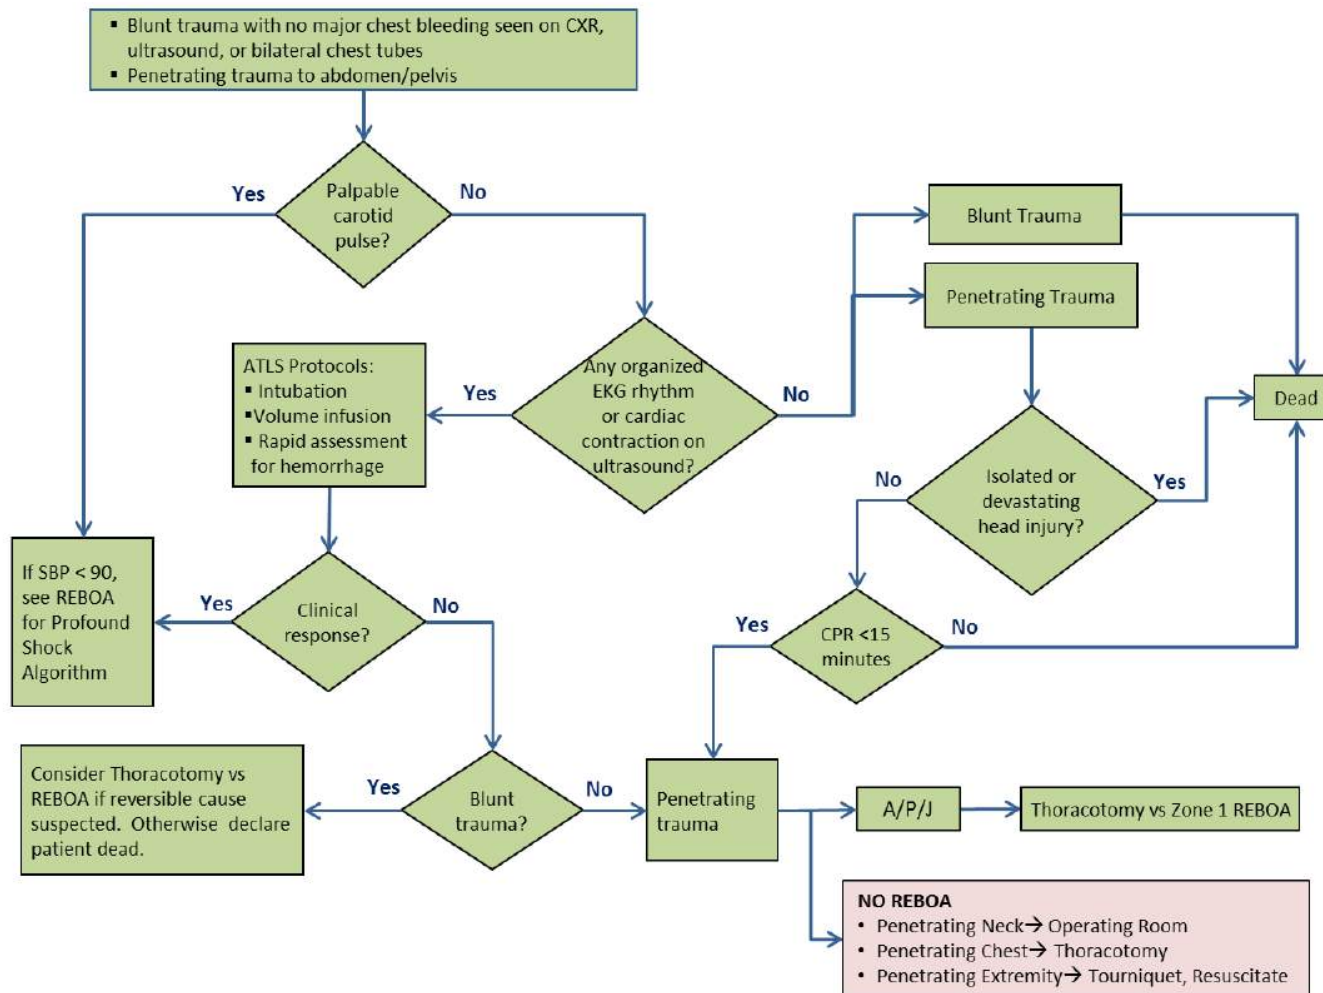 ▪ Blunt trauma with no major chest bleeding seen on CXR,
ultrasound, or bilateral chest tubes
▪ Penetrating trauma to abdomen/pelvis
Yes
Palpable
carotid
pulse?
No
Blunt Trauma
Penetrating Trauma
ATLS Protocols:
▪ Intubation
▪Volume infusion
▪ Rapid assessment
for hemorrhage
Yes
Any organized
EKG rhythm
or cardiac
contraction on
ultrasound?
No
Dead
No
Isolated or
devastating
head injury?
Yes
If SBP < 90,
see REBOA
for Profound
Shock
Algorithm
Yes
Clinical
response?
No
Yes
CPR <15
minutes
No
Consider Thoracotomy vs
REBOA if reversible cause
suspected. Otherwise declare
patient dead.
Yes
Blunt
trauma?
No
Penetrating
trauma
A/P/J
Thoracotomy vs Zone 1 REBOA
NO REBOA
• Penetrating Neck→ Operating Room
• Penetrating Chest→ Thoracotomy
• Penetrating Extremity→ Tourniquet, Resuscitate